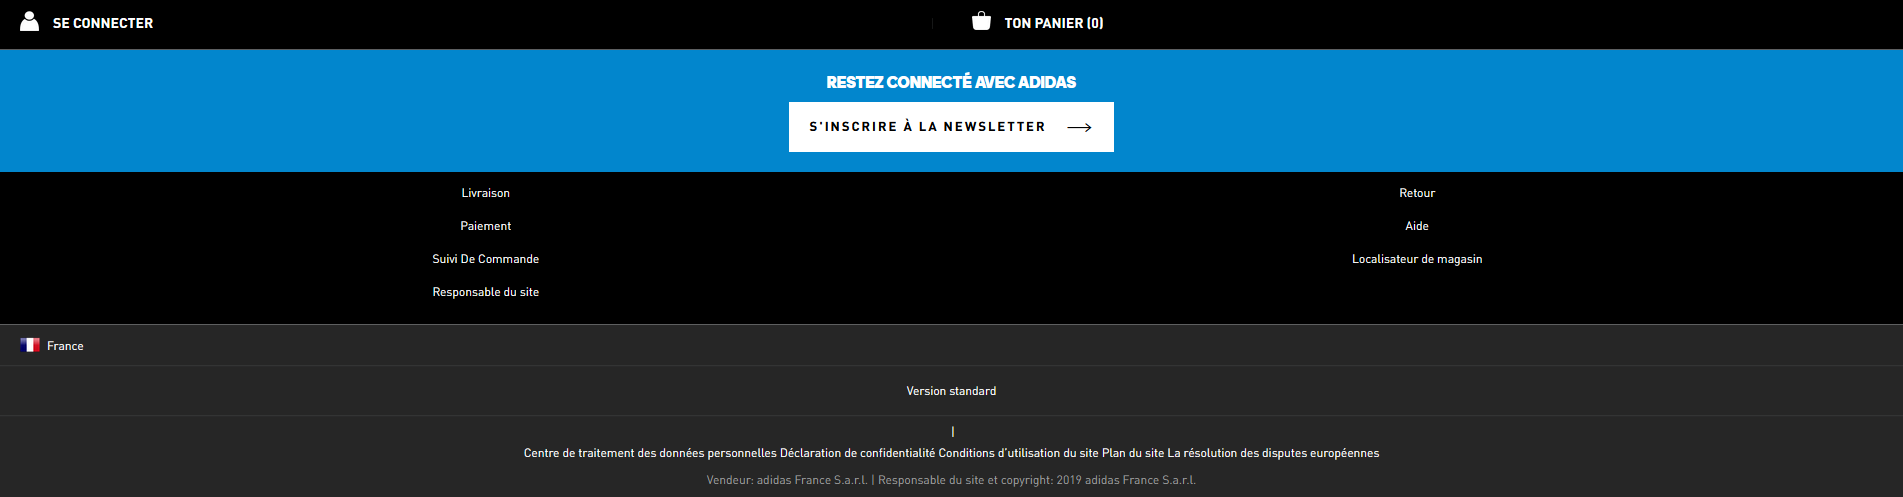 SE CONNECTER
TON PANIER (0)
RESTEZ CONNECTÉ AVEC ADIDAS
S'INSCRIRE À LA NEWSLETTER
Livraison
Retour
Paiement
Aide
Suivi De Commande
Localisateur de magasin
Responsable du site
France
Version standard
|
Centre de traitement des données personnelles Déclaration de confidentialité Conditions d'utilisation du site Plan du site La résolution des disputes européennes
Vendeur: adidas France S.a.r.l. | Responsable du site et copyright: 2019 adidas France S.a.r.l.